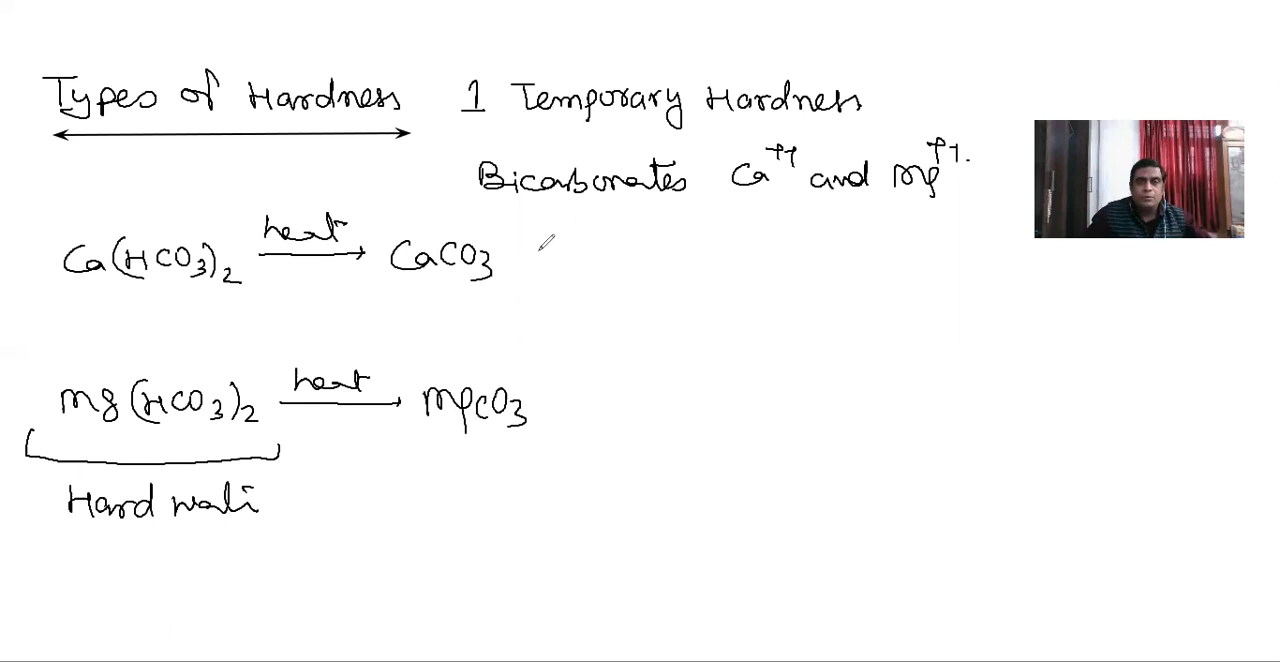 Types of Hardness 1 Temporary Hardness
Bicarbonates Ca++ and Mg++.
Ca(HCO3)2 heat → CaCO3
Mg(HCO3)2 heat → MgCO3
Hard